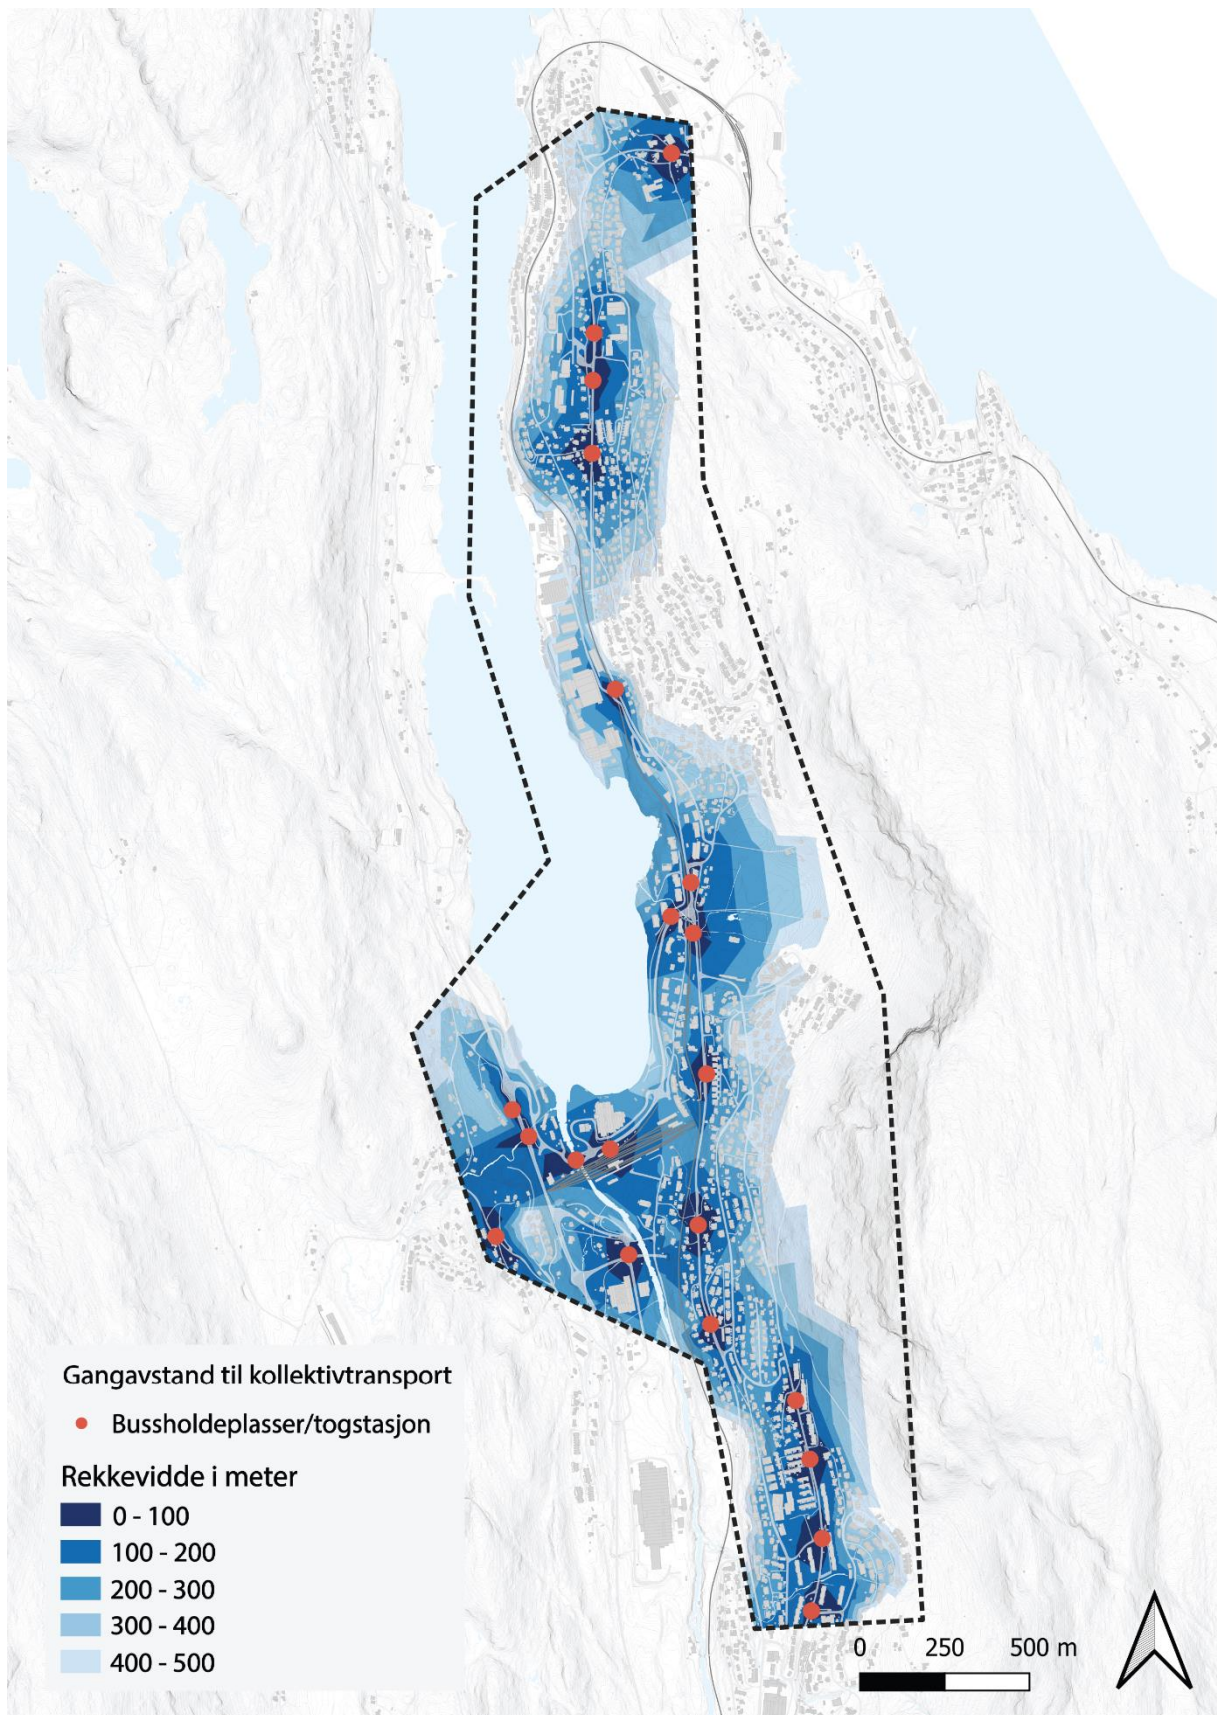 Gangavstand til kollektivtransport
Bussholdeplasser/togstasjon
Rekkevidde i meter
0 - 100
100 - 200
200 - 300
300 - 400
400 - 500
0 250 500 m